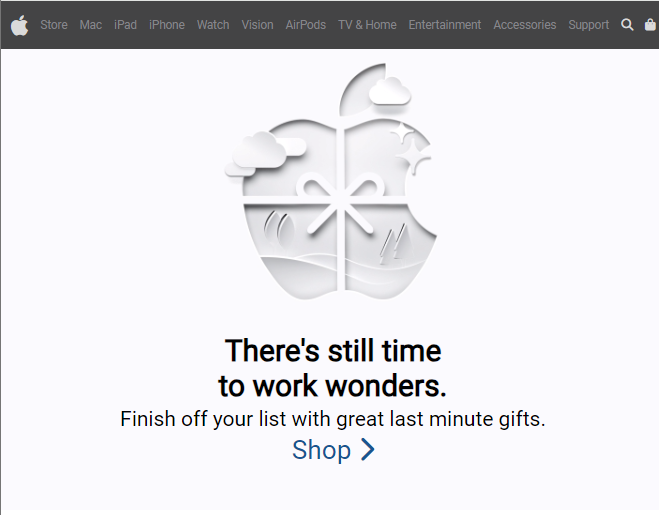 Store Mac iPad iPhone Watch Vision AirPods TV & Home Entertainment Accessories Support
There's still time
to work wonders.
Finish off your list with great last minute gifts.
Shop